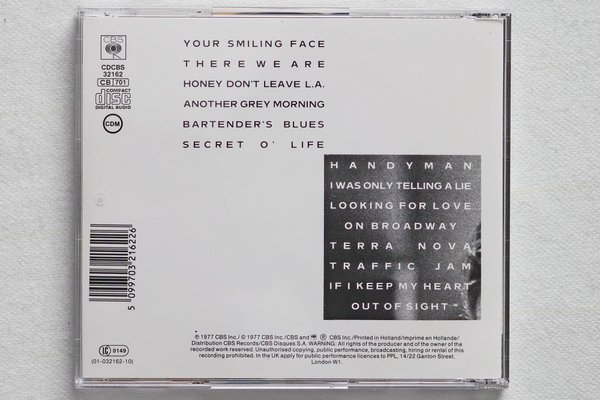 CBS
CDCBS
32162
CB 701
COMPACT
disc
DIGITAL AUDIO
CDM
YOUR SMILING FACE
THERE WE ARE
HONEY DON'T LEAVE L.A.
ANOTHER GREY MORNING
BARTENDER'S BLUES
SECRET O' LIFE
HANDYMAN
I WAS ONLY TELLING A LIE
LOOKING FOR LOVE
ON BROADWAY
TERRA NOVA
TRAFFIC JAM
IF I KEEP MY HEART
OUT OF SIGHT
5 099703 216226
LC 0149
(01-032162-10)
℗ 1977 CBS Inc./ © 1977 CBS Inc./CBS and ® CBS Inc./Printed in Holland/Imprimé en Hollande/
Distribution CBS Records/CBS Disques S.A. WARNING: All rights of the producer and of the owner of the
recorded work reserved. Unauthorised copying, public performance, broadcasting, hiring or rental of this
recording prohibited. In the UK apply for public performance licences to PPL, 14/22 Ganton Street,
London W1.